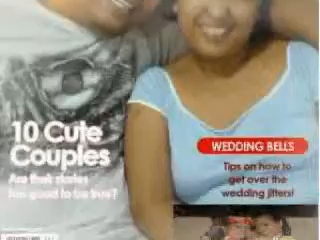 10 Cute
Couples
Are their stories
too good to be true?
WEDDING BELLS
Tips on how to
get over the
wedding jitters!